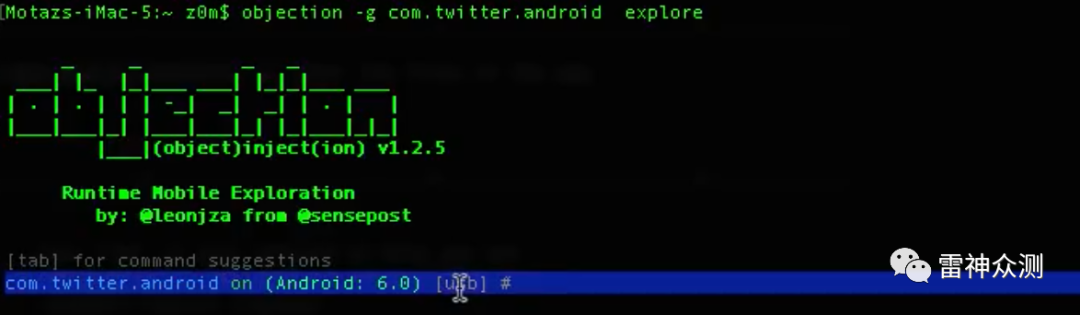 [Motazs-iMac-5:~ z0m$ objection -g com.twitter.android  explore
objection
|___|(object)inject(ion) v1.2.5
Runtime Mobile Exploration
by: @leonjza from @sensepost
[tab] for command suggestions
com.twitter.android on (Android: 6.0) [usb] #
雷神众测